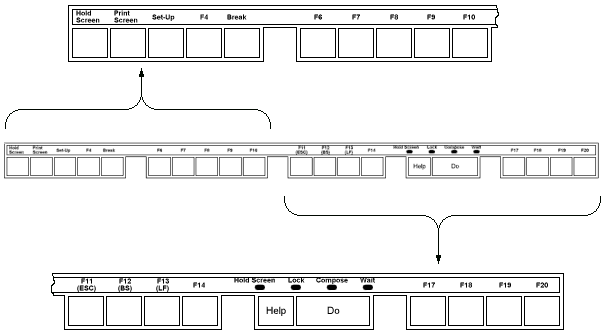 Hold Print
Screen Screen Set-Up F4 Break F6 F7 F8 F9 F10
Hold Print F11 F12 F13 Hold Screen Lock Compose Wait
Screen Screen Set-Up F4 Break F6 F7 F8 F9 F10 (ESC) (BS) (LF) F14 F17 F18 F19 F20
Help Do
F11 F12 F13 Hold Screen Lock Compose Wait
(ESC) (BS) (LF) F14 F17 F18 F19 F20
Help Do